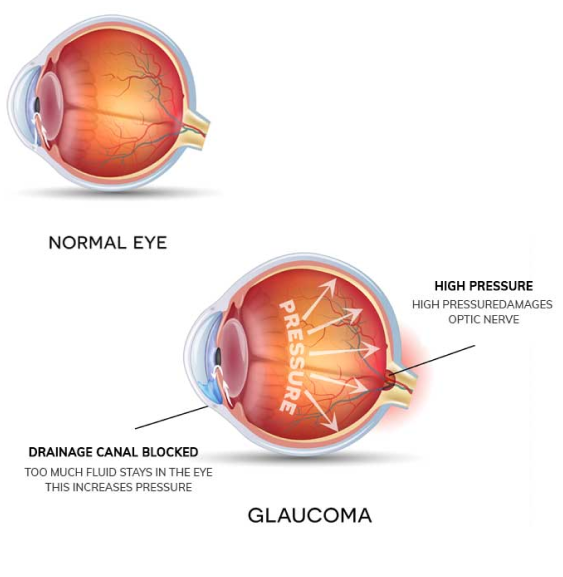 NORMAL EYE
PRESSURE
HIGH PRESSURE
HIGH PRESSUREDAMAGES
OPTIC NERVE
DRAINAGE CANAL BLOCKED
TOO MUCH FLUID STAYS IN THE EYE
THIS INCREASES PRESSURE
GLAUCOMA